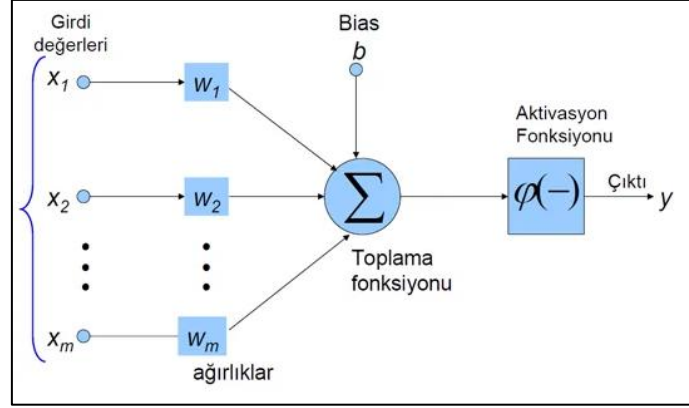 Girdi
değerleri
Bias
b
x1
w1
Aktivasyon
Fonksiyonu
x2
w2
∑
φ(−)
Çıktı
y
Toplama
fonksiyonu
xm
wm
ağırlıklar